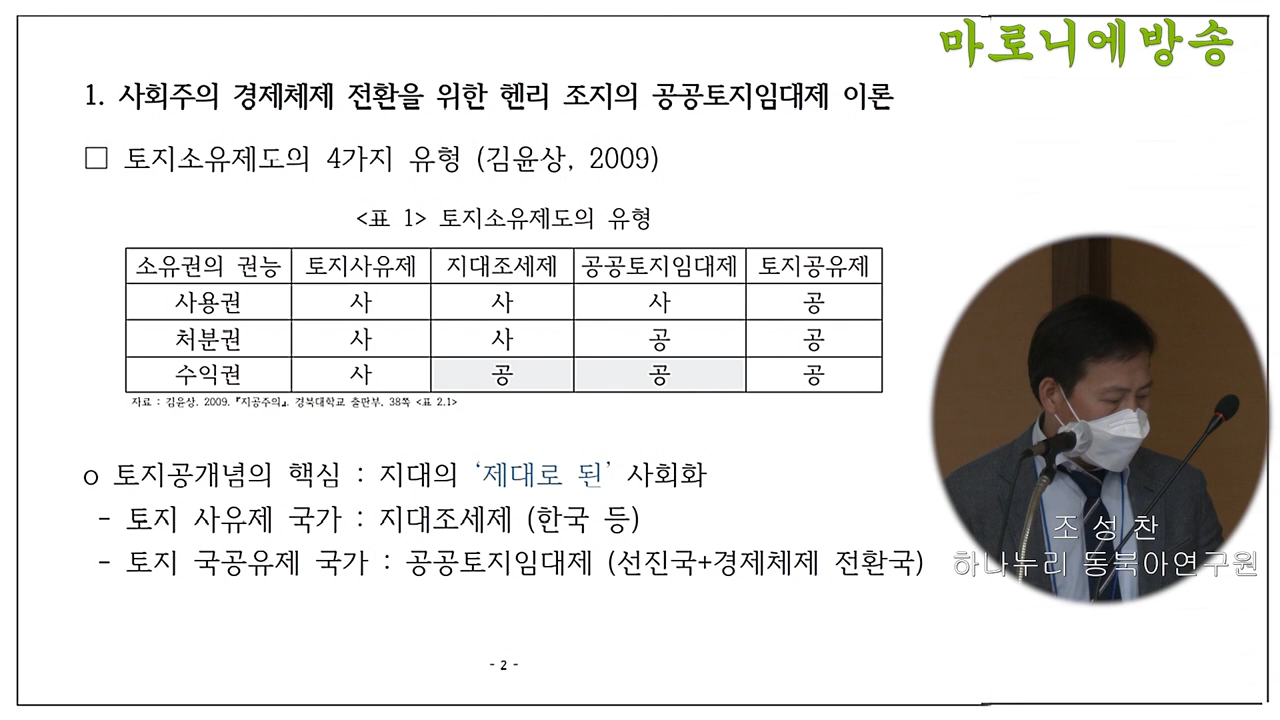 마로니에방송
1. 사회주의 경제체제 전환을 위한 헨리 조지의 공공토지임대제 이론
□ 토지소유제도의 4가지 유형 (김윤상, 2009)
<표 1> 토지소유제도의 유형
소유권의 권능 토지사유제 지대조세제 공공토지임대제 토지공유제
사용권 사 사 사 공
처분권 사 사 공 공
수익권 사 공 공 공
자료 : 김윤상, 2009. 『지공주의』. 경북대학교 출판부, 38쪽 <표 2.1>
o 토지공개념의 핵심 : 지대의 ‘제대로 된’ 사회화
- 토지 사유제 국가 : 지대조세제 (한국 등)
- 토지 국공유제 국가 : 공공토지임대제 (선진국+경제체제 전환국)
조 성 찬
하나누리 동북아연구원
- 2 -